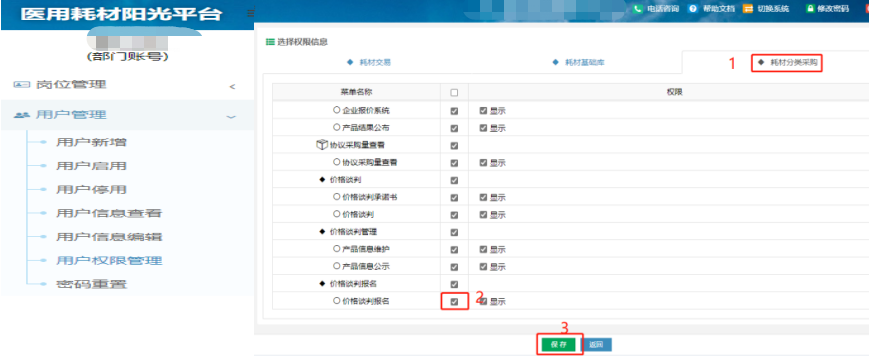 医用耗材阳光平台
(部门账号)
岗位管理
用户管理
用户新增
用户启用
用户停用
用户信息查看
用户信息编辑
用户权限管理
密码重置
电话咨询 帮助文档 切换系统 修改密码
选择权限信息
耗材交易 耗材基础库 1 耗材分类采购
菜单名称 权限
企业报价系统 显示
产品结果公布 显示
协议采购量查看
协议采购量查看 显示
价格谈判
价格谈判承诺书 显示
价格谈判 显示
价格谈判管理
产品信息维护 显示
产品信息公示 显示
价格谈判报名
价格谈判报名 2 显示
3
保存 返回